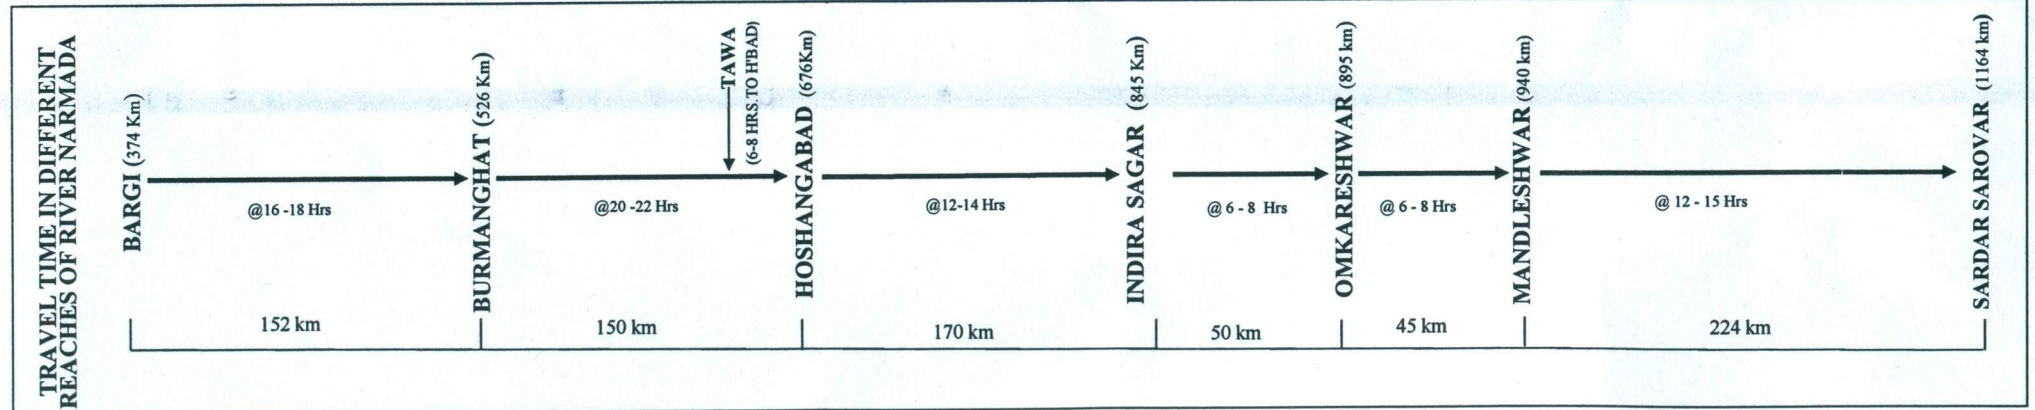 TRAVEL TIME IN DIFFERENT
REACHES OF RIVER NARMADA
BARGI (374 Km)
@16 -18 Hrs
BURMANGHAT (526 Km)
@20 -22 Hrs
TAWA
(6-8 HRS TO H'BAD)
HOSHANGABAD (676Km)
@12-14 Hrs
INDIRA SAGAR (845 Km)
@ 6 - 8 Hrs
OMKARESHWAR (895 km)
@ 6 - 8 Hrs
MANDLESHWAR (940 km)
@ 12 - 15 Hrs
SARDAR SAROVAR (1164 km)
152 km
150 km
170 km
50 km
45 km
224 km